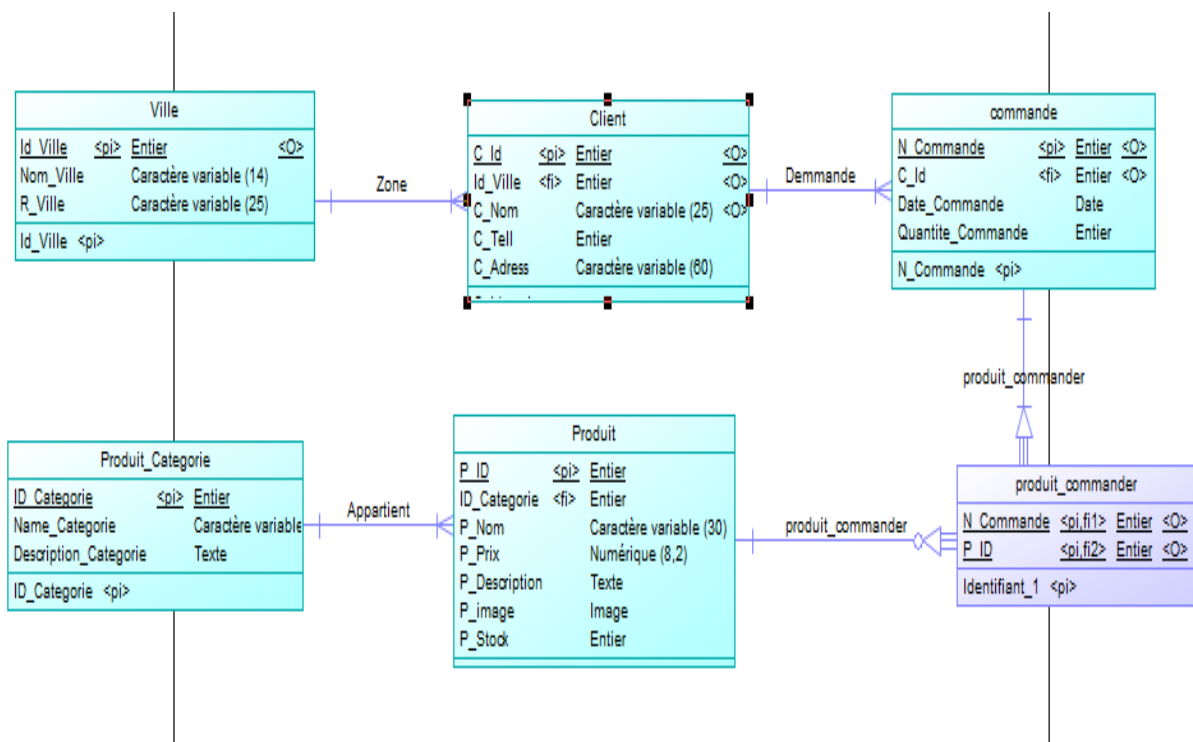 Ville
Id_Ville <pi> Entier <O>
Nom_Ville Caractère variable (14)
R_Ville Caractère variable (25)
Id_Ville <pi>
Zone
Client
C_Id <pi> Entier <O>
Id_Ville <fi> Entier <O>
C_Nom Caractère variable (25) <O>
C_Tell Entier
C_Adress Caractère variable (60)
Demmande
commande
N_Commande <pi> Entier <O>
C_Id <fi> Entier <O>
Date_Commande Date
Quantite_Commande Entier
N_Commande <pi>
produit_commander
Produit_Categorie
ID_Categorie <pi> Entier
Name_Categorie Caractère variable
Description_Categorie Texte
ID_Categorie <pi>
Appartient
Produit
P_ID <pi> Entier
ID_Categorie <fi> Entier
P_Nom Caractère variable (30)
P_Prix Numérique (8,2)
P_Description Texte
P_image Image
P_Stock Entier
produit_commander
produit_commander
N_Commande <pi,fi1> Entier <O>
P_ID <pi,fi2> Entier <O>
Identifiant_1 <pi>